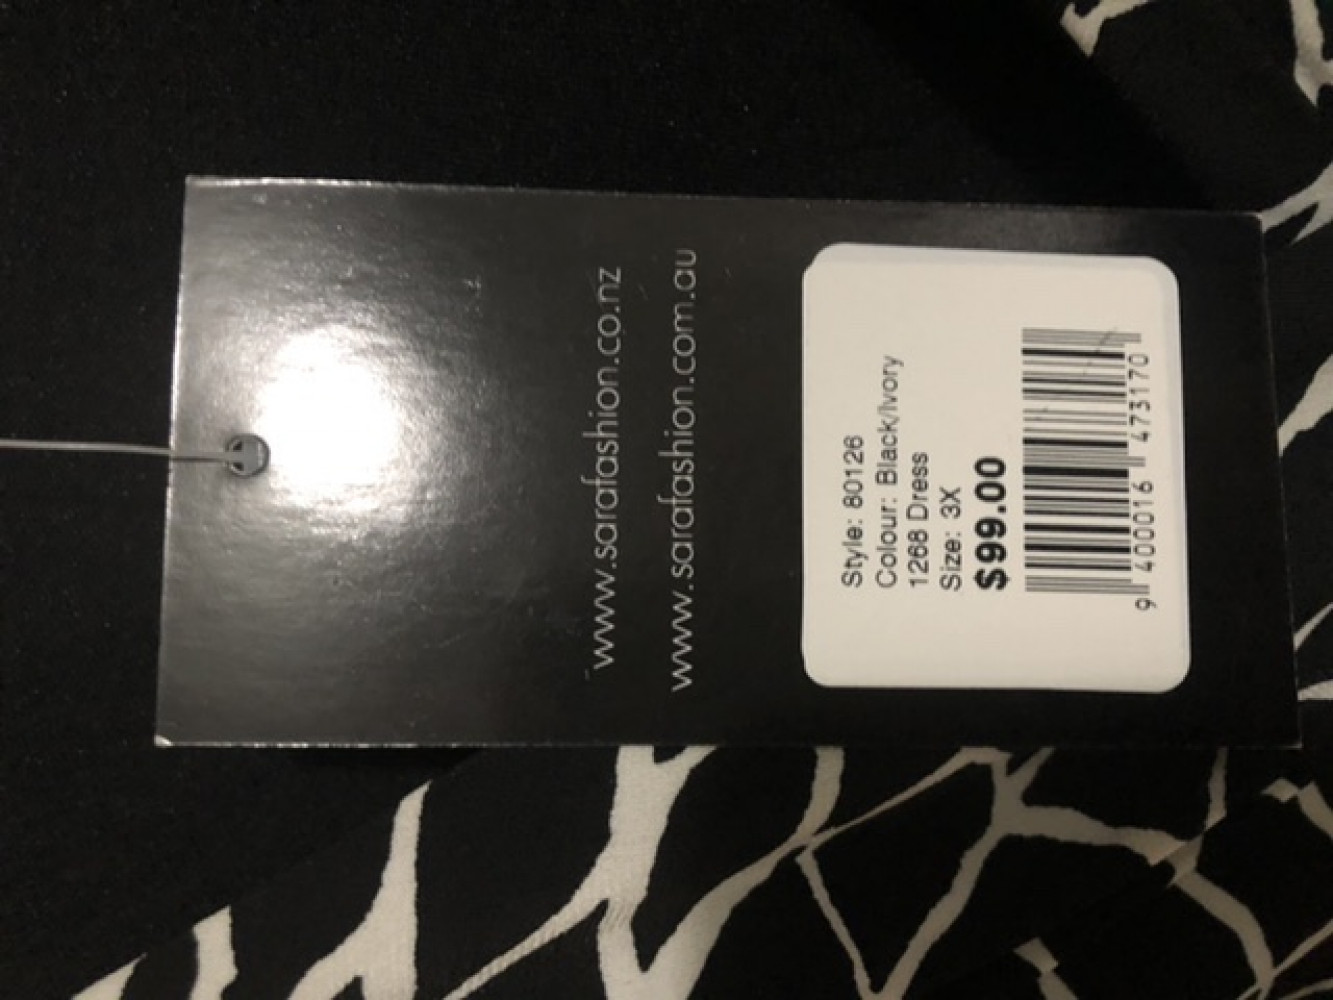 www.sarafashion.co.nz
www.sarafashion.com.au
Style: 80126
Colour: Black/Ivory
1268 Dress
Size: 3X
$99.00
9 400016 473170